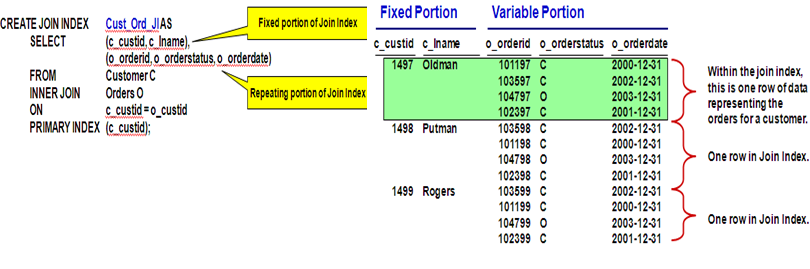 CREATE JOIN INDEX Cust_Ord_JI AS
SELECT (c_custid, c_lname),
(o_orderid, o_orderstatus, o_orderdate)
FROM Customer C
INNER JOIN Orders O
ON c_custid = o_custid
PRIMARY INDEX (c_custid);
Fixed portion of Join Index
Repeating portion of Join Index
Fixed Portion Variable Portion
c_custid c_lname o_orderid o_orderstatus o_orderdate
1497 Oldman 101197 C 2000-12-31
103597 C 2002-12-31
104797 O 2003-12-31
102397 C 2001-12-31
1498 Putman 103598 C 2002-12-31
101198 C 2000-12-31
104798 O 2003-12-31
102398 C 2001-12-31
1499 Rogers 103599 C 2002-12-31
101199 C 2000-12-31
104799 O 2003-12-31
102399 C 2001-12-31
Within the join index,
this is one row of data
representing the
orders for a customer.
One row in Join Index.
One row in Join Index.